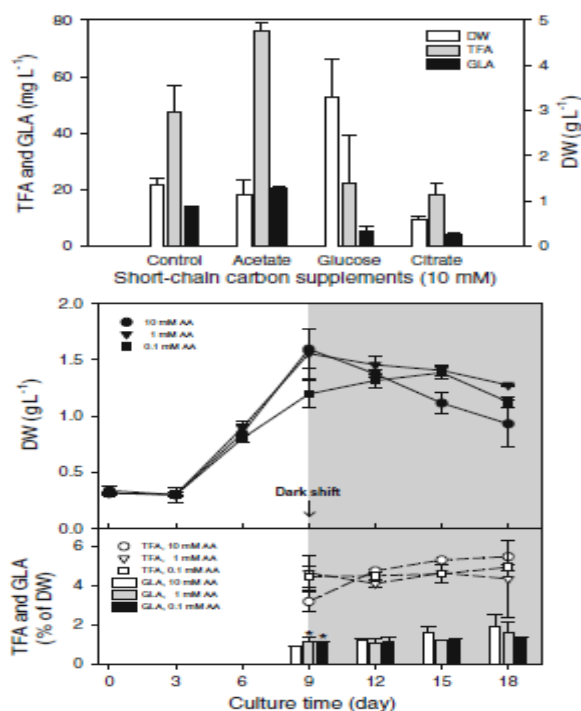 80
60
40
20
0
TFA and GLA (mg L-1)
5
4
3
2
1
0
DW (g L-1)
DW
TFA
GLA
Control Acetate Glucose Citrate
Short-chain carbon supplements (10 mM)
2.0
1.5
1.0
0.5
0.0
DW (g L-1)
10 mM AA
1 mM AA
0.1 mM AA
Dark shift
6
4
2
0
TFA and GLA
(% of DW)
TFA, 10 mM AA
TFA, 1 mM AA
TFA, 0.1 mM AA
GLA, 10 mM AA
GLA, 1 mM AA
GLA, 0.1 mM AA
* *
0 3 6 9 12 15 18
Culture time (day)